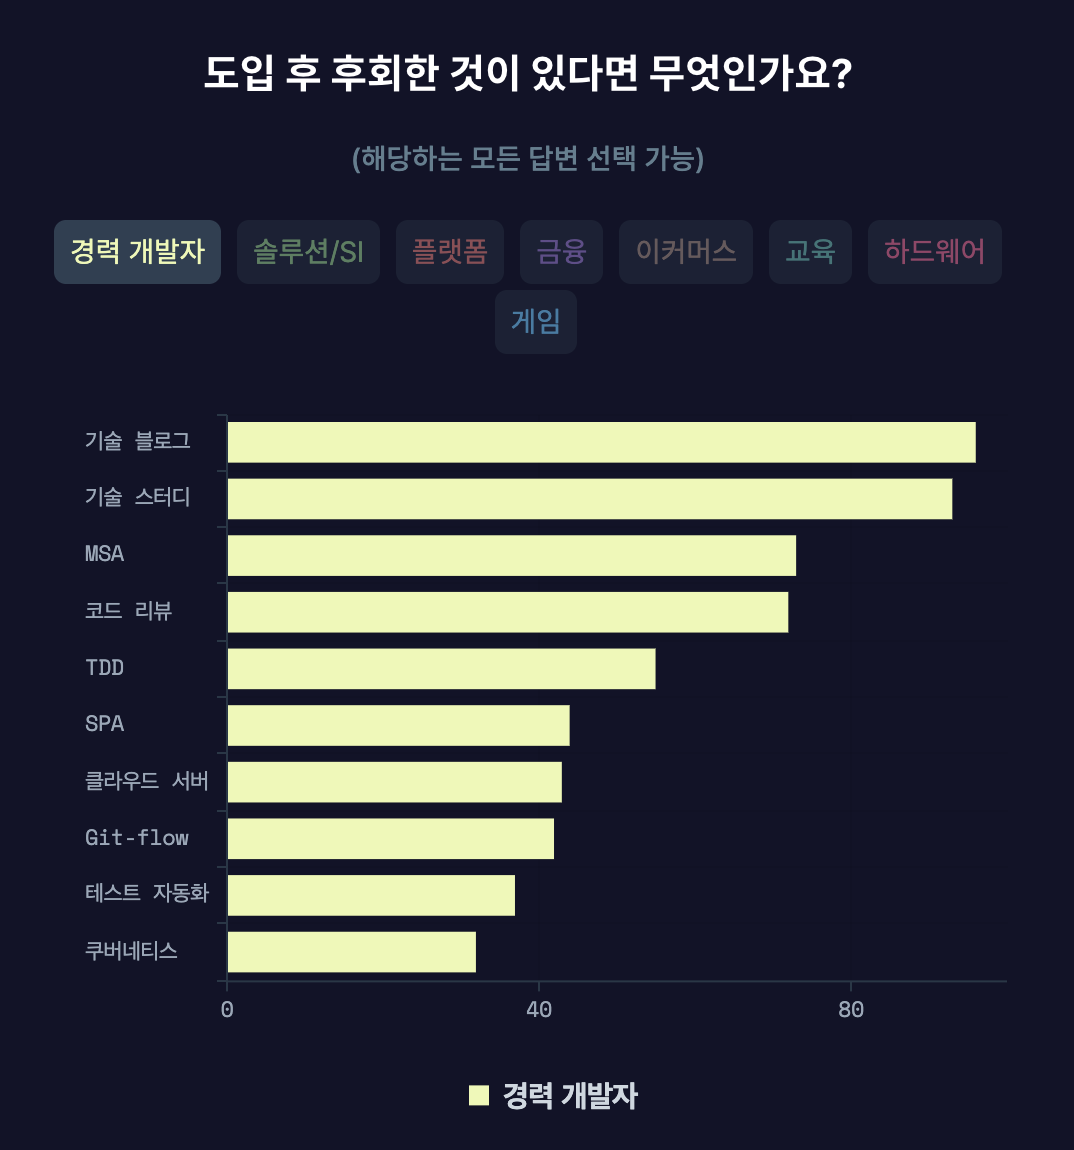 도입 후 후회한 것이 있다면 무엇인가요?
(해당하는 모든 답변 선택 가능)
경력 개발자 솔루션/SI 플랫폼 금융 이커머스 교육 하드웨어
게임
기술 블로그
기술 스터디
MSA
코드 리뷰
TDD
SPA
클라우드 서버
Git-flow
테스트 자동화
쿠버네티스
0 40 80
경력 개발자